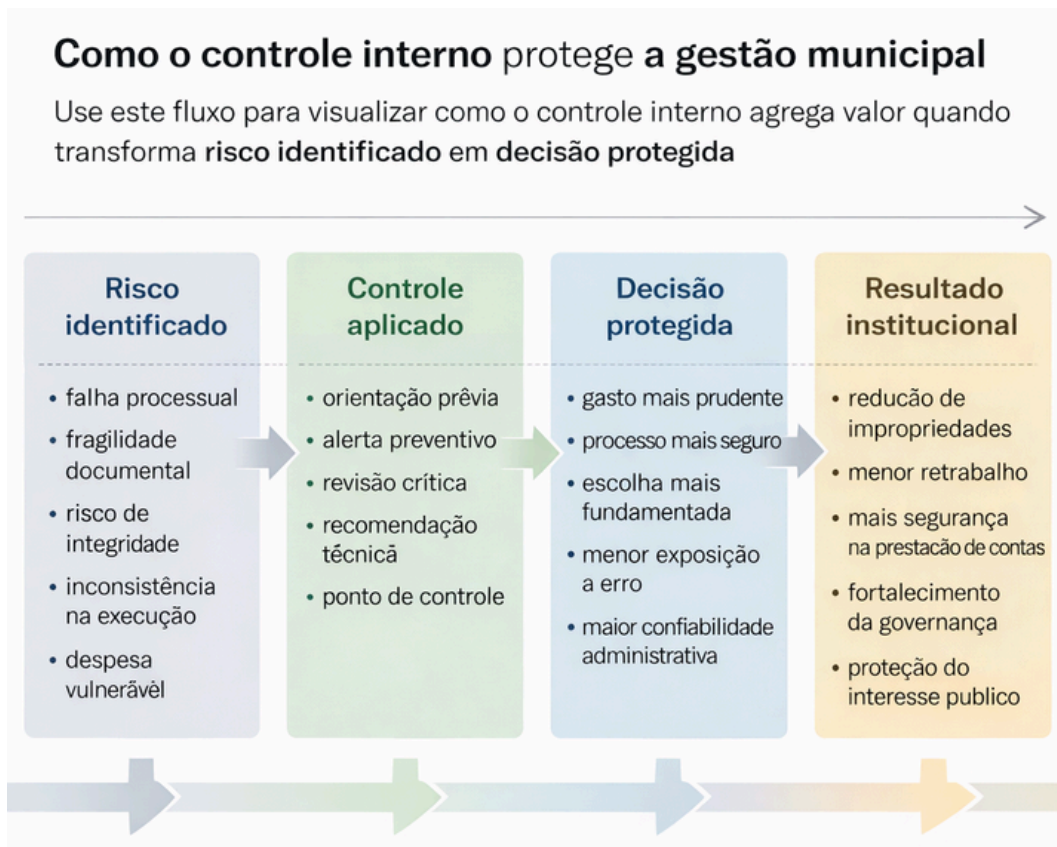 Como o controle interno protege a gestão municipal
Use este fluxo para visualizar como o controle interno agrega valor quando
transforma risco identificado em decisão protegida
Risco
identificado
• falha processual
• fragilidade
documental
• risco de
integridade
• inconsistência
na execução
• despesa
vulnerãvèl
Controle
aplicado
• orientação prêvia
• alerta preventivo
• revisão crítica
• recomendação
técnicā
• ponto de controle
Decisão
protegida
• gasto mais prudente
• processo mais seguro
• escolha mais
fundamentada
• menor exposição
a erro
• maior confiabilidade
administrativa
Resultado
institucional
• reducão de
impropriedades
• menor retrabalho
• mais segurança
na prestacão de contas
• fortalecimento
da governança
• proteção do
interesse publico